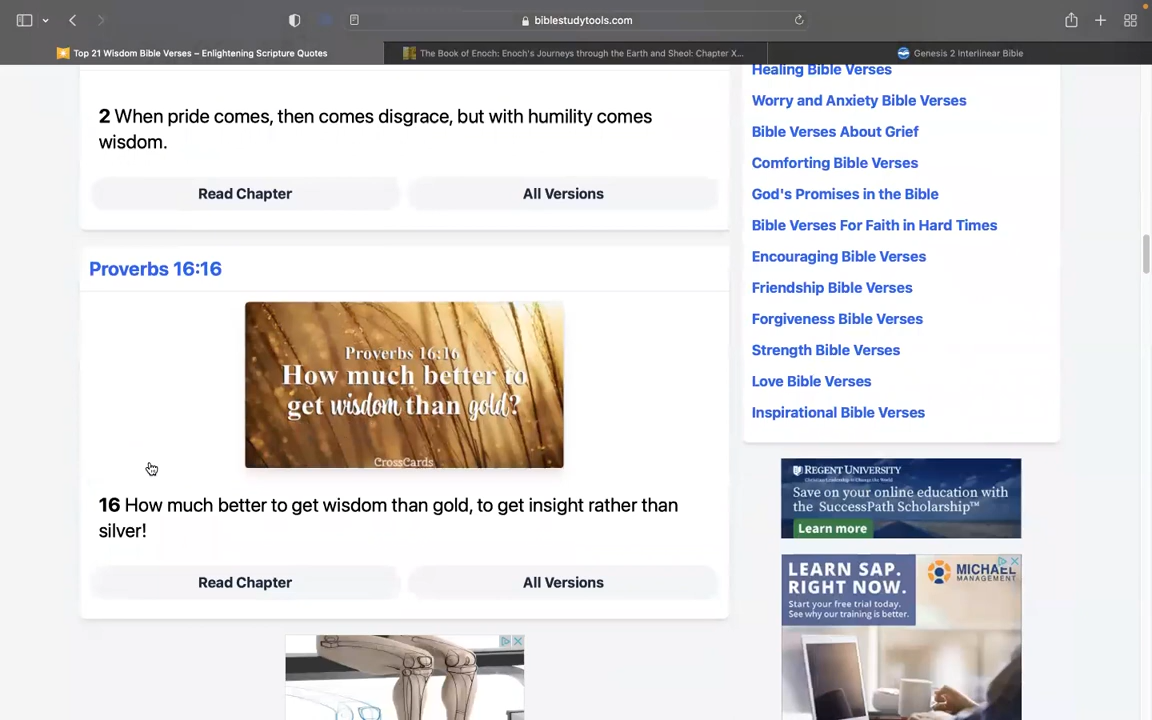 biblestudytools.com
Top 21 Wisdom Bible Verses – Enlightening Scripture Quotes
The Book of Enoch: Enoch's Journeys through the Earth and Sheol: Chapter X...
Genesis 2 Interlinear Bible
2 When pride comes, then comes disgrace, but with humility comes
wisdom.
Read Chapter
All Versions
Proverbs 16:16
Proverbs 16:16
How much better to
get wisdom than gold?
CrossCards
16 How much better to get wisdom than gold, to get insight rather than
silver!
Read Chapter
All Versions
Healing Bible Verses
Worry and Anxiety Bible Verses
Bible Verses About Grief
Comforting Bible Verses
God's Promises in the Bible
Bible Verses For Faith in Hard Times
Encouraging Bible Verses
Friendship Bible Verses
Forgiveness Bible Verses
Strength Bible Verses
Love Bible Verses
Inspirational Bible Verses
REGENT UNIVERSITY
Christian Leadership to Change the World
Save on your online education with
the SuccessPath Scholarship™
Learn more
LEARN SAP.
RIGHT NOW.
Start your free trial today.
See why our training is better.
MICHAEL
MANAGEMENT